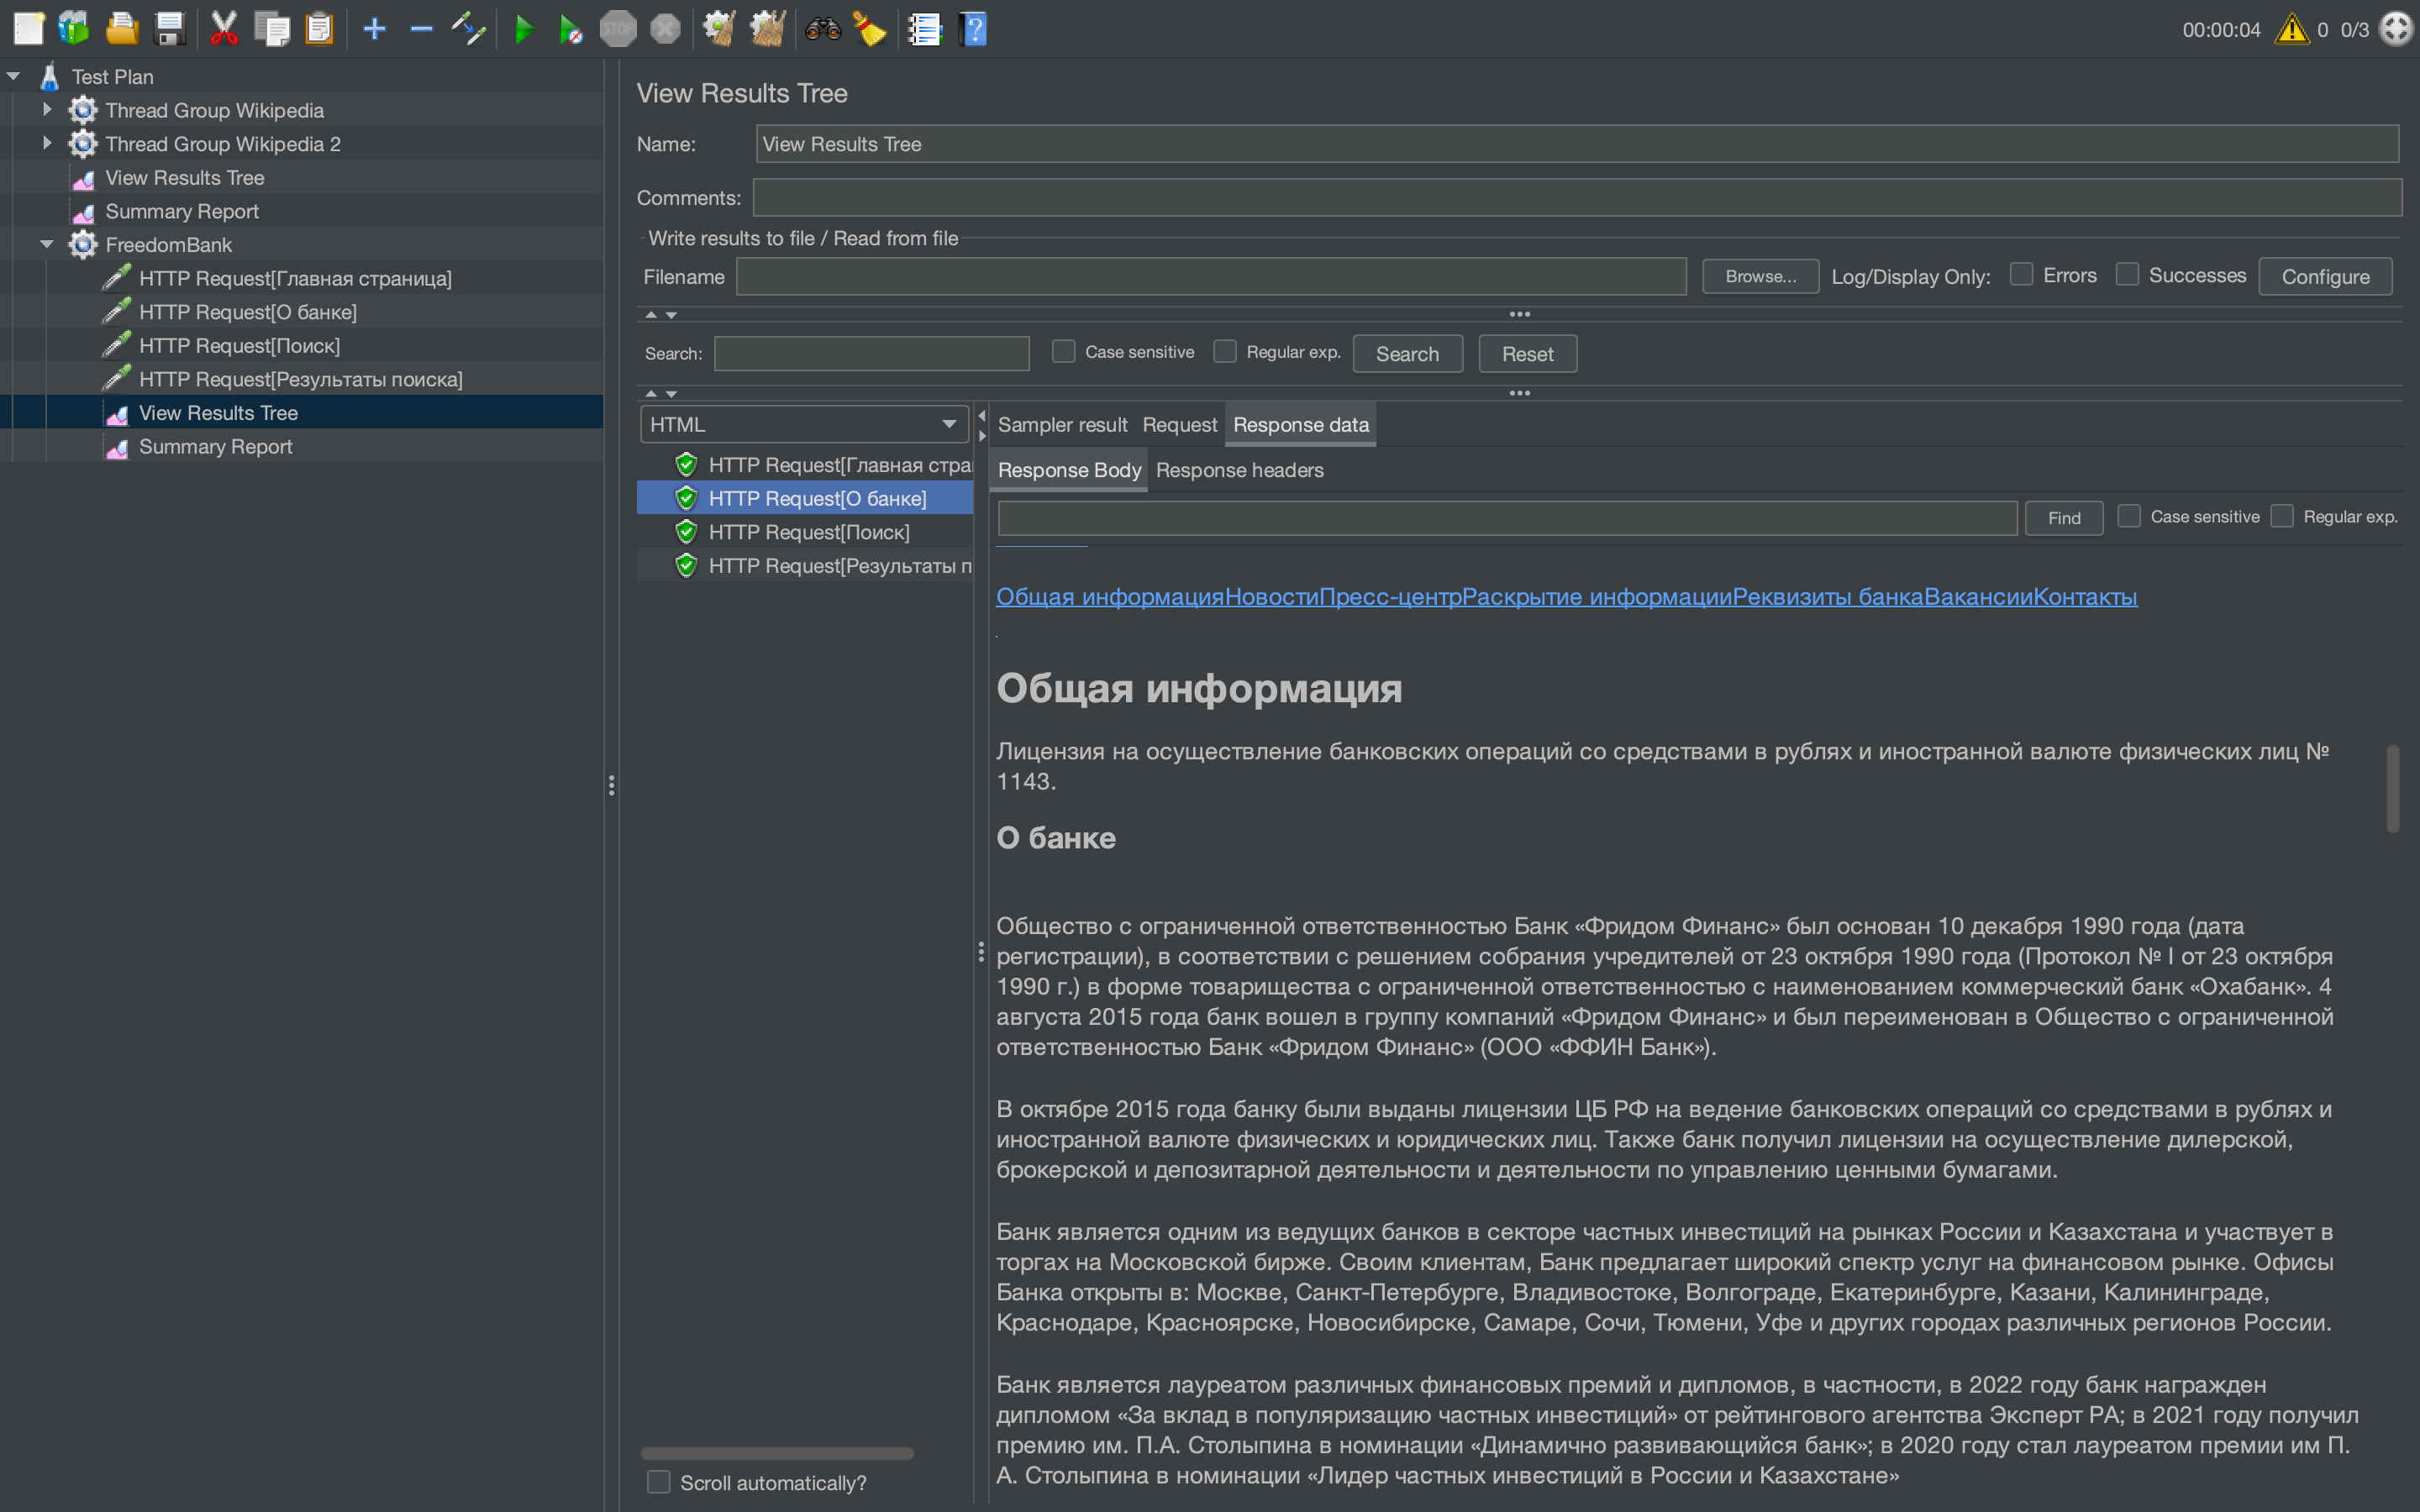 STOP
00:00:04
0
0/3
Test Plan
Thread Group Wikipedia
Thread Group Wikipedia 2
View Results Tree
Summary Report
FreedomBank
HTTP Request[Главная страница]
HTTP Request[О банке]
HTTP Request[Поиск]
HTTP Request[Результаты поиска]
View Results Tree
Summary Report
View Results Tree
Name: View Results Tree
Comments:
Write results to file / Read from file
Filename Browse... Log/Display Only: Errors Successes Configure
Search: Case sensitive Regular exp. Search Reset
HTML
HTTP Request[Главная стра
HTTP Request[О банке]
HTTP Request[Поиск]
HTTP Request[Результаты п
Scroll automatically?
Sampler result Request Response data
Response Body Response headers
Find Case sensitive Regular exp.
Общая информацияНовостиПресс-центрРаскрытие информацииРеквизиты банкаВакансииКонтакты
Общая информация
Лицензия на осуществление банковских операций со средствами в рублях и иностранной валюте физических лиц №
1143.
О банке
Общество с ограниченной ответственностью Банк «Фридом Финанс» был основан 10 декабря 1990 года (дата
регистрации), в соответствии с решением собрания учредителей от 23 октября 1990 года (Протокол № I от 23 октября
1990 г.) в форме товарищества с ограниченной ответственностью с наименованием коммерческий банк «Охабанк». 4
августа 2015 года банк вошел в группу компаний «Фридом Финанс» и был переименован в Общество с ограниченной
ответственностью Банк «Фридом Финанс» (ООО «ФФИН Банк»).
В октябре 2015 года банку были выданы лицензии ЦБ РФ на ведение банковских операций со средствами в рублях и
иностранной валюте физических и юридических лиц. Также банк получил лицензии на осуществление дилерской,
брокерской и депозитарной деятельности и деятельности по управлению ценными бумагами.
Банк является одним из ведущих банков в секторе частных инвестиций на рынках России и Казахстана и участвует в
торгах на Московской бирже. Своим клиентам, Банк предлагает широкий спектр услуг на финансовом рынке. Офисы
Банка открыты в: Москве, Санкт-Петербурге, Владивостоке, Волгограде, Екатеринбурге, Казани, Калининграде,
Краснодаре, Красноярске, Новосибирске, Самаре, Сочи, Тюмени, Уфе и других городах различных регионов России.
Банк является лауреатом различных финансовых премий и дипломов, в частности, в 2022 году банк награжден
дипломом «За вклад в популяризацию частных инвестиций» от рейтингового агентства Эксперт РА; в 2021 году получил
премию им. П.А. Столыпина в номинации «Динамично развивающийся банк»; в 2020 году стал лауреатом премии им П.
А. Столыпина в номинации «Лидер частных инвестиций в России и Казахстане»